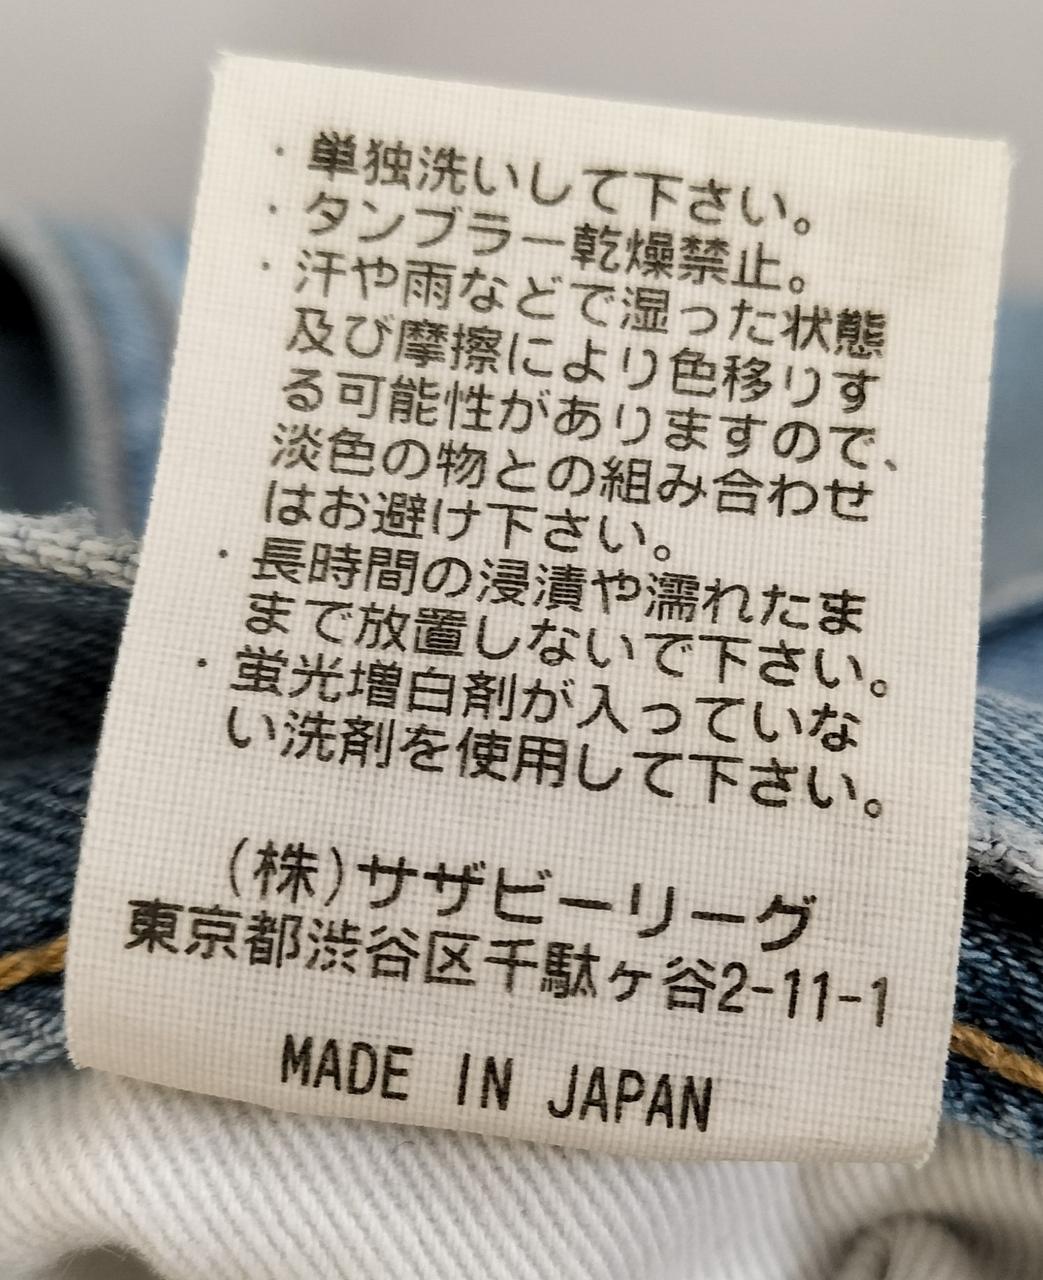 ・単独洗いして下さい。
・タンブラー乾燥禁止。
・汗や雨などで湿った状態
及び摩擦により色移りす
る可能性がありますので、
淡色の物との組み合わせ
はお避け下さい。
・長時間の浸漬や濡れたま
まで放置しないで下さい。
・蛍光増白剤が入っていな
い洗剤を使用して下さい。
(株)サザビーリーグ
東京都渋谷区千駄ヶ谷2-11-1
MADE IN JAPAN